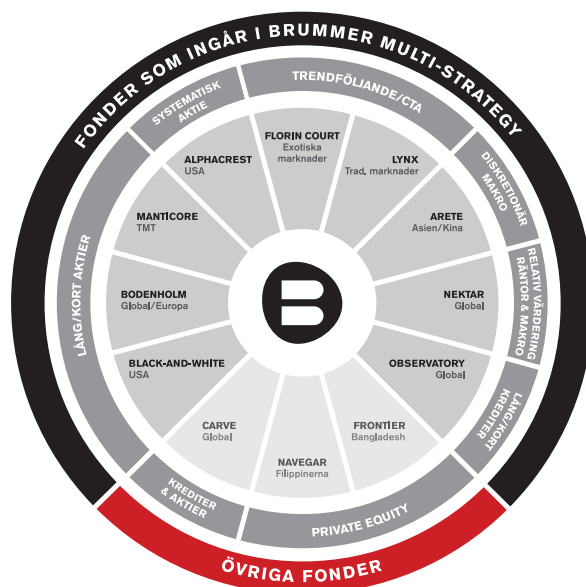 FONDER SOM INGÅR I BRUMMER MULTI-STRATEGY
SYSTEMATISK
AKTIE
TRENDFÖLJANDE/CTA
DISKRETIONÄR
MAKRO
RELATIV VÄRDERING
RÄNTOR & MAKRO
LÅNG/KORT
KREDITER
PRIVATE EQUITY
KREDITER
& AKTIER
LÅNG/KORT AKTIER
FLORIN COURT
Exotiska
marknader
LYNX
Trad. marknader
ARETE
Asien/Kina
NEKTAR
Global
OBSERVATORY
Global
FRONTIER
Bangladesh
NAVEGAR
Filippinerna
CARVE
Global
BLACK-AND-WHITE
USA
BODENHOLM
Global/Europa
MANTICORE
TMT
ALPHACREST
USA
B
ÖVRIGA FONDER